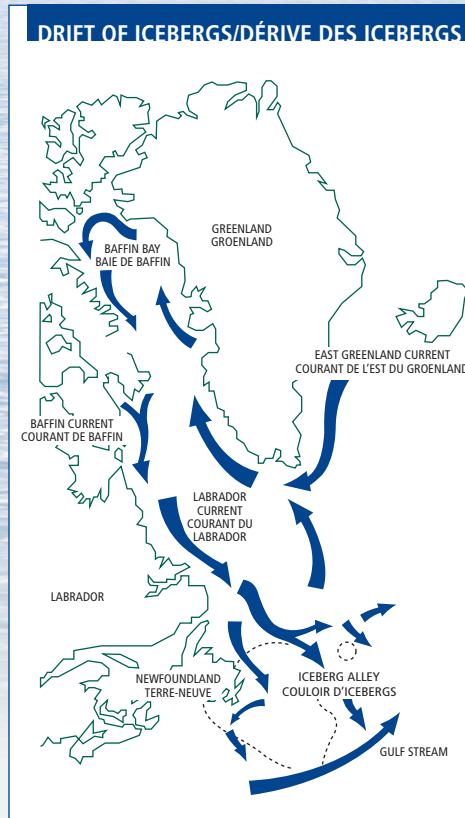 DRIFT OF ICEBERGS/DÉRIVE DES ICEBERGS
GREENLAND
GROENLAND
BAFFIN BAY
BAIE DE BAFFIN
EAST GREENLAND CURRENT
COURANT DE L'EST DU GROENLAND
BAFFIN CURRENT
COURANT DE BAFFIN
LABRADOR
CURRENT
COURANT DU
LABRADOR
LABRADOR
NEWFOUNDLAND
TERRE-NEUVE
ICEBERG ALLEY
COULOIR D'ICEBERGS
GULF STREAM